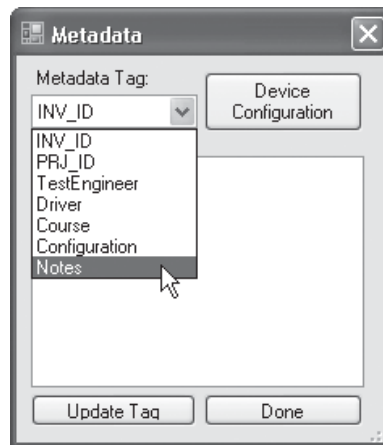 Metadata
Metadata Tag:
INV_ID
Device
Configuration
INV_ID
PRJ_ID
TestEngineer
Driver
Course
Configuration
Notes
Update Tag
Done